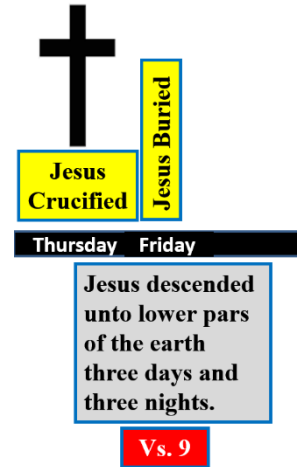 Jesus
Crucified
Jesus Buried
Thursday Friday
Jesus descended
unto lower pars
of the earth
three days and
three nights.
Vs. 9